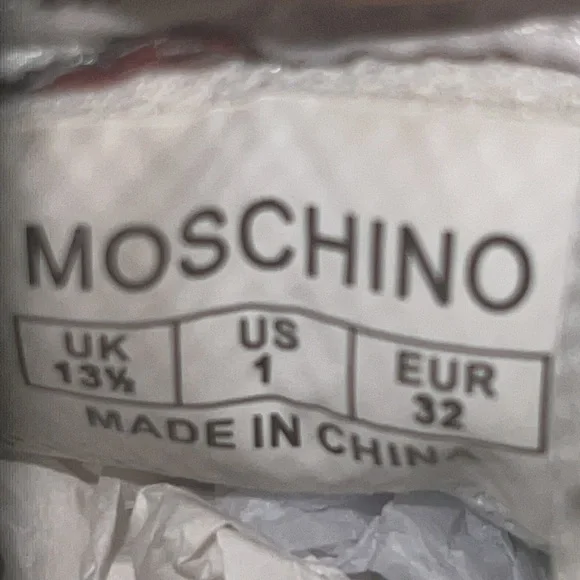 MOSCHINO
UK US EUR
13½ 1 32
MADE IN CHINA